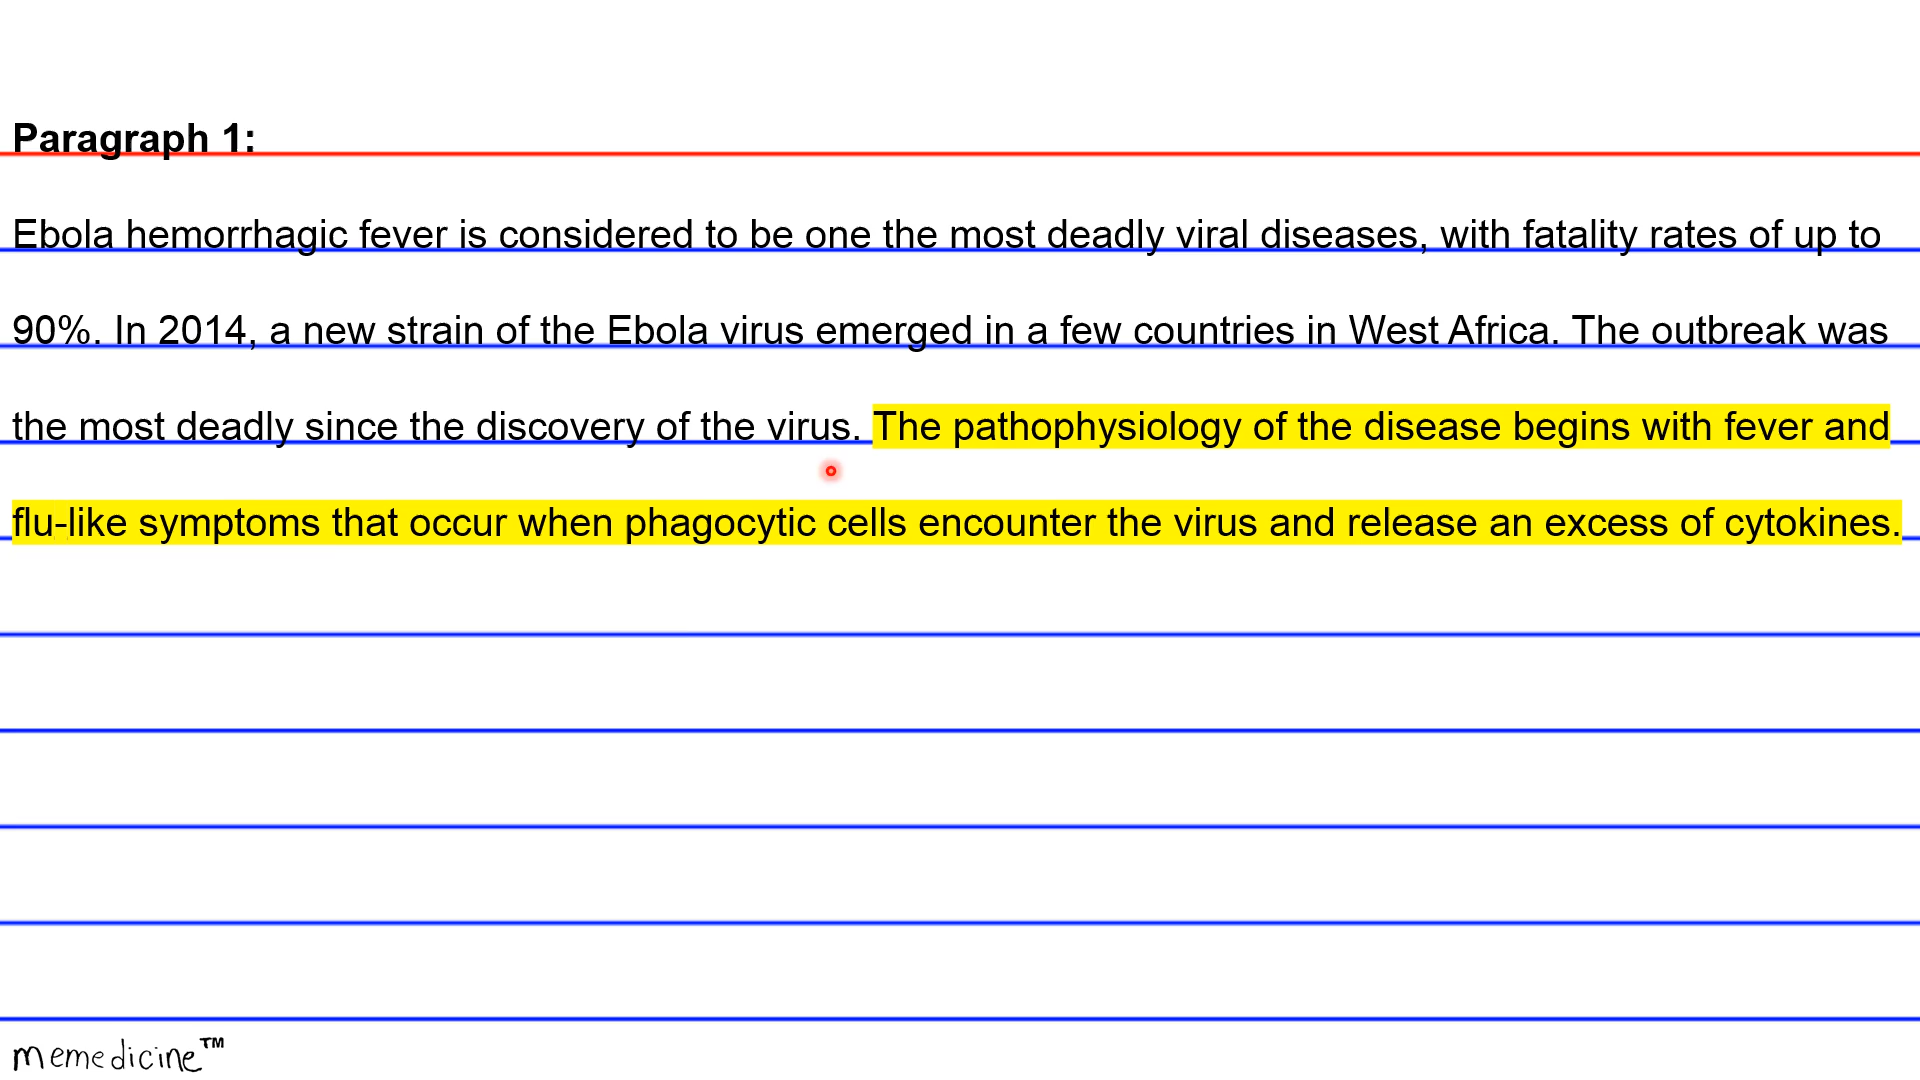 Paragraph 1:
Ebola hemorrhagic fever is considered to be one the most deadly viral diseases, with fatality rates of up to
90%. In 2014, a new strain of the Ebola virus emerged in a few countries in West Africa. The outbreak was
the most deadly since the discovery of the virus. The pathophysiology of the disease begins with fever and
flu-like symptoms that occur when phagocytic cells encounter the virus and release an excess of cytokines.
memedicine™